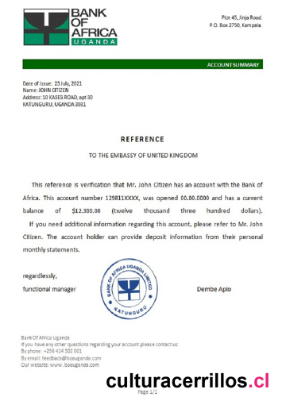 BANK
OF
AFRICA
UGANDA
Plot 45, Jinja Road.
P.O. Box 2750, Kampala.
ACCOUNT SUMMARY
Date of Issue: 25 July, 2021
Name: JOHN CITIZON
Address: 10 KASES ROAD, apt 30
KATUNGURU, UGANDA 2031
REFERENCE
TO THE EMBASSY OF UNITED KINGDOM
This reference is verification that Mr. John Citizen has an account with the Bank of
Africa. This account number 129811XXXX, was opened 00.00.0000 and has a current
balance of $12,300.00 (twelve thousand three hundred dollars).
If you need additional information regarding this account, please refer to Mr. John
Citizen. The account holder can provide deposit information from their personal
monthly statements.
regardlessly,
functional manager
BANK OF AFRICA UGANDA LIMITED
KATUNGURU
Dembe Apio
Bank Of Africa Uganda
If you have any other questions regarding your account please contact us:
By phone: +256 414 302 001
By email: feedback@boauganda.com
Our website: www.boauganda.com
culturacerrillos.cl
Page 1/1